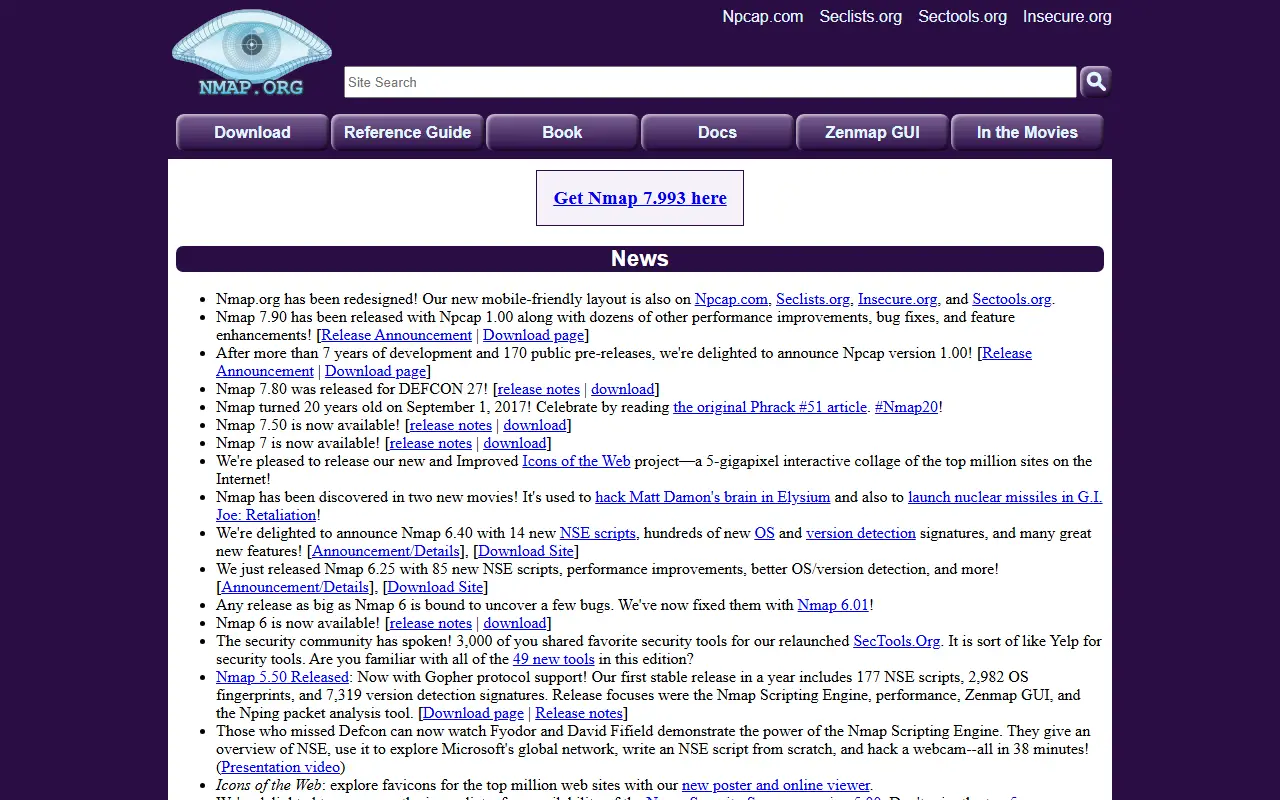 Npcap.com Seclists.org Sectools.org Insecure.org
NMAP.ORG
Site Search
Download Reference Guide Book Docs Zenmap GUI In the Movies
Get Nmap 7.993 here
News
Nmap.org has been redesigned! Our new mobile-friendly layout is also on Npcap.com, Seclists.org, Insecure.org, and Sectools.org.
Nmap 7.90 has been released with Npcap 1.00 along with dozens of other performance improvements, bug fixes, and feature
enhancements! [Release Announcement | Download page]
After more than 7 years of development and 170 public pre-releases, we're delighted to announce Npcap version 1.00! [Release
Announcement | Download page]
Nmap 7.80 was released for DEFCON 27! [release notes | download]
Nmap turned 20 years old on September 1, 2017! Celebrate by reading the original Phrack #51 article. #Nmap20!
Nmap 7.50 is now available! [release notes | download]
Nmap 7 is now available! [release notes | download]
We're pleased to release our new and Improved Icons of the Web project—a 5-gigapixel interactive collage of the top million sites on the
Internet!
Nmap has been discovered in two new movies! It's used to hack Matt Damon's brain in Elysium and also to launch nuclear missiles in G.I.
Joe: Retaliation!
We're delighted to announce Nmap 6.40 with 14 new NSE scripts, hundreds of new OS and version detection signatures, and many great
new features! [Announcement/Details], [Download Site]
We just released Nmap 6.25 with 85 new NSE scripts, performance improvements, better OS/version detection, and more!
[Announcement/Details], [Download Site]
Any release as big as Nmap 6 is bound to uncover a few bugs. We've now fixed them with Nmap 6.01!
Nmap 6 is now available! [release notes | download]
The security community has spoken! 3,000 of you shared favorite security tools for our relaunched SecTools.Org. It is sort of like Yelp for
security tools. Are you familiar with all of the 49 new tools in this edition?
Nmap 5.50 Released: Now with Gopher protocol support! Our first stable release in a year includes 177 NSE scripts, 2,982 OS
fingerprints, and 7,319 version detection signatures. Release focuses were the Nmap Scripting Engine, performance, Zenmap GUI, and
the Nping packet analysis tool. [Download page | Release notes]
Those who missed Defcon can now watch Fyodor and David Fifield demonstrate the power of the Nmap Scripting Engine. They give an
overview of NSE, use it to explore Microsoft's global network, write an NSE script from scratch, and hack a webcam--all in 38 minutes!
(Presentation video)
Icons of the Web: explore favicons for the top million web sites with our new poster and online viewer.